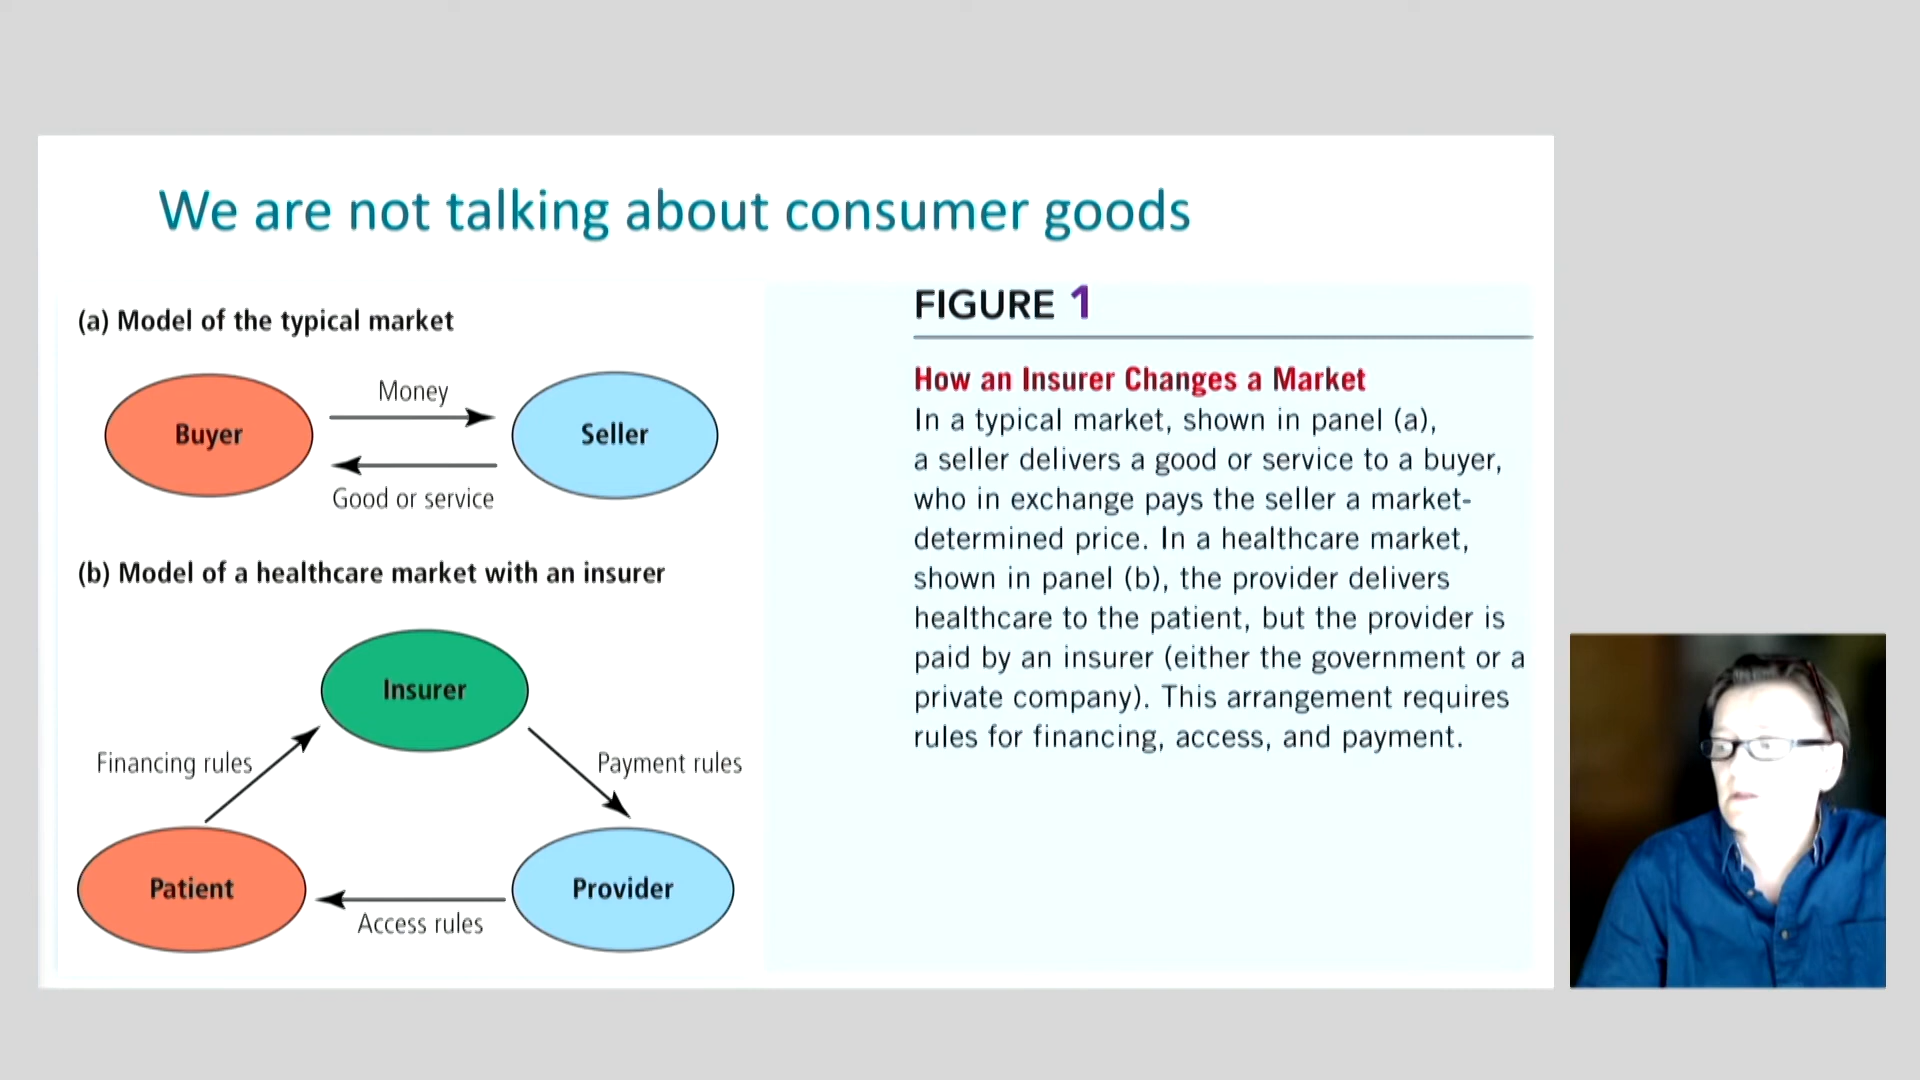 We are not talking about consumer goods
(a) Model of the typical market
Buyer
Money
Good or service
Seller
(b) Model of a healthcare market with an insurer
Insurer
Financing rules
Payment rules
Patient
Access rules
Provider
FIGURE 1
How an Insurer Changes a Market
In a typical market, shown in panel (a),
a seller delivers a good or service to a buyer,
who in exchange pays the seller a market-
determined price. In a healthcare market,
shown in panel (b), the provider delivers
healthcare to the patient, but the provider is
paid by an insurer (either the government or a
private company). This arrangement requires
rules for financing, access, and payment.